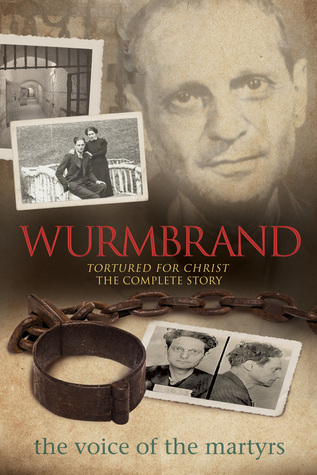 WURMBRAND
TORTURED FOR CHRIST
THE COMPLETE STORY
the voice of the martyrs